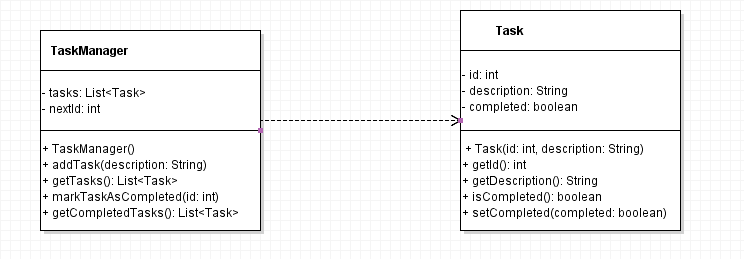 TaskManager
- tasks: List<Task>
- nextId: int
+ TaskManager()
+ addTask(description: String)
+ getTasks(): List<Task>
+ markTaskAsCompleted(id: int)
+ getCompletedTasks(): List<Task>
Task
- id: int
- description: String
- completed: boolean
+ Task(id: int, description: String)
+ getId(): int
+ getDescription(): String
+ isCompleted(): boolean
+ setCompleted(completed: boolean)